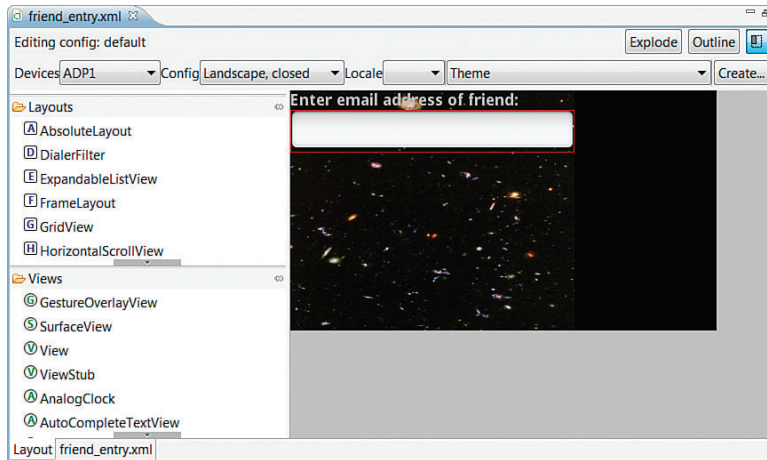 friend_entry.xml
Editing config: default
Explode
Outline
Devices ADP1 Config Landscape, closed Locale Theme Create...
Layouts
A AbsoluteLayout
D DialerFilter
E ExpandableListView
F FrameLayout
G GridView
H HorizontalScrollView
Views
G GestureOverlayView
S SurfaceView
V View
V ViewStub
A AnalogClock
A AutoCompleteTextView
Enter email address of friend:
Layout friend_entry.xml